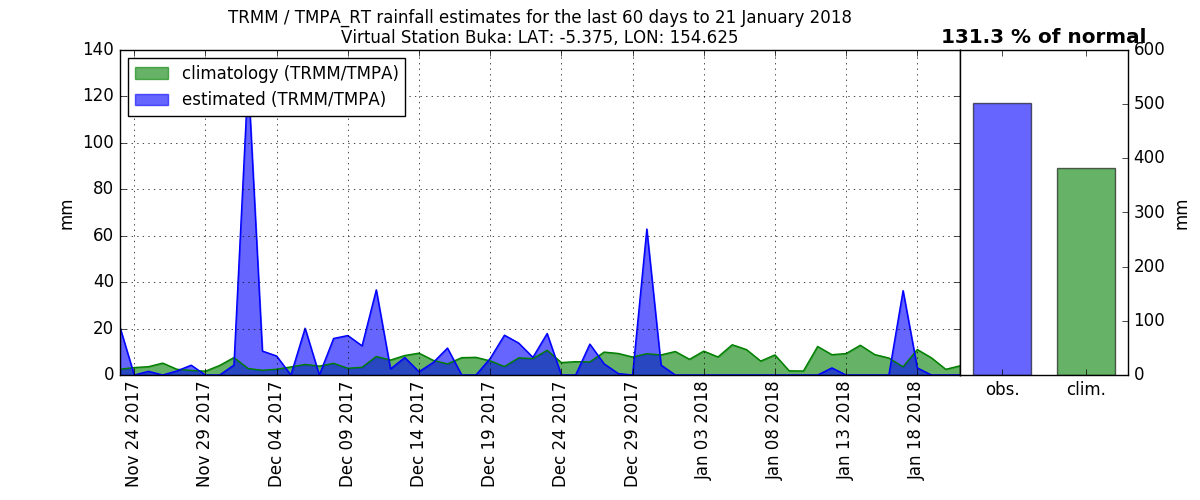 TRMM / TMPA_RT rainfall estimates for the last 60 days to 21 January 2018
Virtual Station Buka: LAT: -5.375, LON: 154.625
131.3 % of normal
climatology (TRMM/TMPA)
estimated (TRMM/TMPA)
mm
140
120
100
80
60
40
20
0
Nov 24 2017
Nov 29 2017
Dec 04 2017
Dec 09 2017
Dec 14 2017
Dec 19 2017
Dec 24 2017
Dec 29 2017
Jan 03 2018
Jan 08 2018
Jan 13 2018
Jan 18 2018
obs.
clim.
600
500
400
300
200
100
0
mm